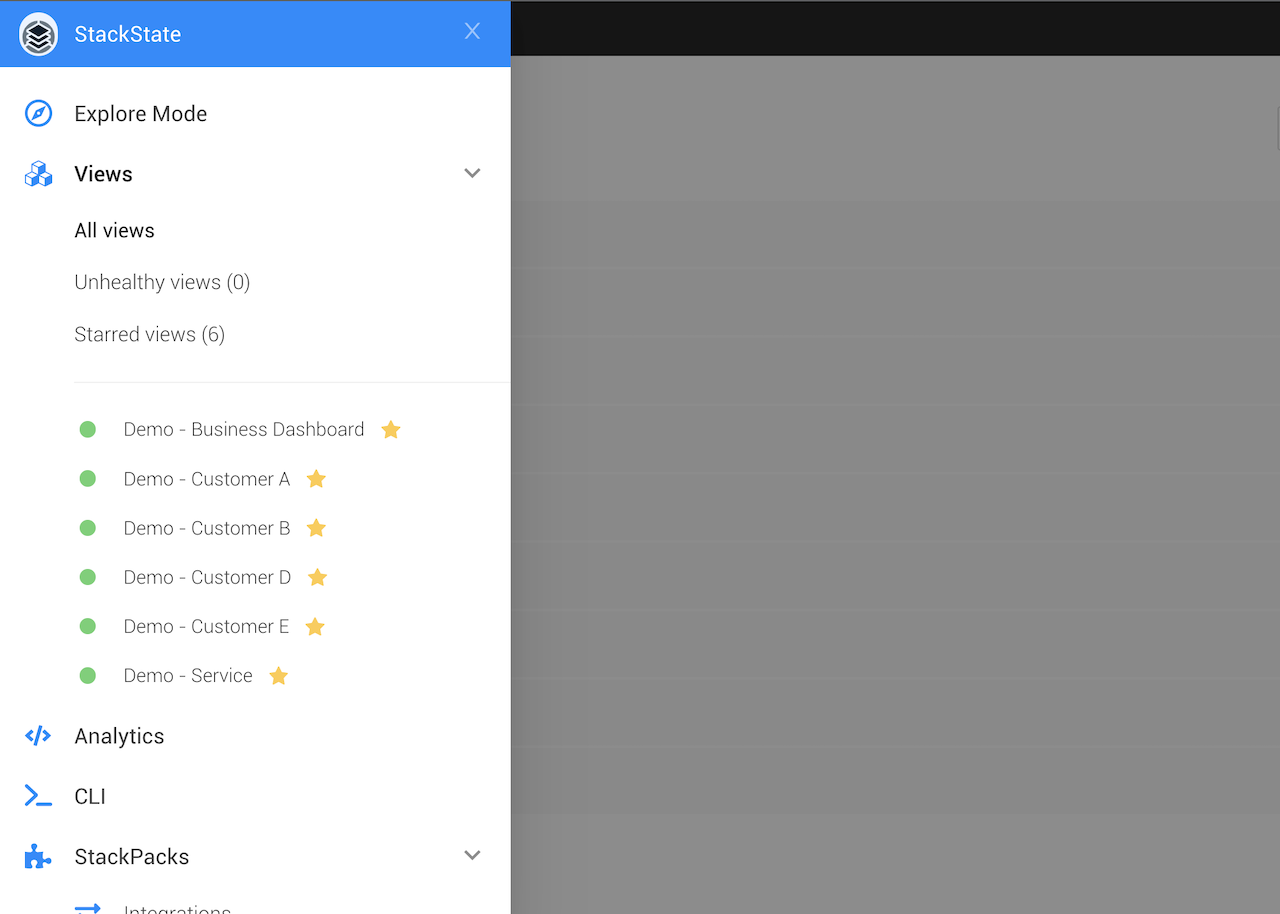 StackState
Explore Mode
Views
All views
Unhealthy views (0)
Starred views (6)
Demo - Business Dashboard
Demo - Customer A
Demo - Customer B
Demo - Customer D
Demo - Customer E
Demo - Service
Analytics
CLI
StackPacks
Integrations